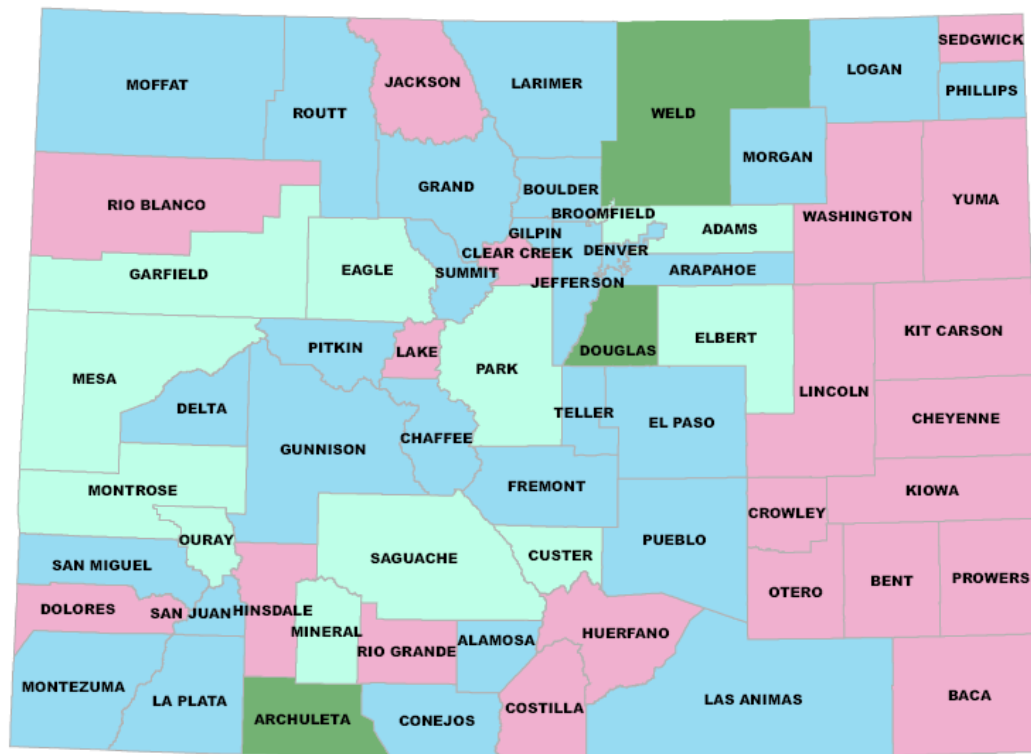 SEDGWICK
LOGAN
MOFFAT
JACKSON
LARIMER
PHILLIPS
ROUTT
WELD
MORGAN
GRAND
BOULDER
YUMA
RIO BLANCO
BROOMFIELD
WASHINGTON
ADAMS
GILPIN
CLEAR CREEK
DENVER
GARFIELD
EAGLE
SUMMIT
ARAPAHOE
JEFFERSON
KIT CARSON
PITKIN
LAKE
DOUGLAS
ELBERT
MESA
PARK
LINCOLN
DELTA
TELLER
CHEYENNE
EL PASO
CHAFFEE
GUNNISON
FREMONT
MONTROSE
KIOWA
CROWLEY
OURAY
PUEBLO
SAGUACHE
CUSTER
SAN MIGUEL
BENT
PROWERS
OTERO
DOLORES
SAN JUAN
HINSDALE
MINERAL
HUERFANO
ALAMOSA
RIO GRANDE
MONTEZUMA
LA PLATA
LAS ANIMAS
BACA
COSTILLA
ARCHULETA
CONEJOS